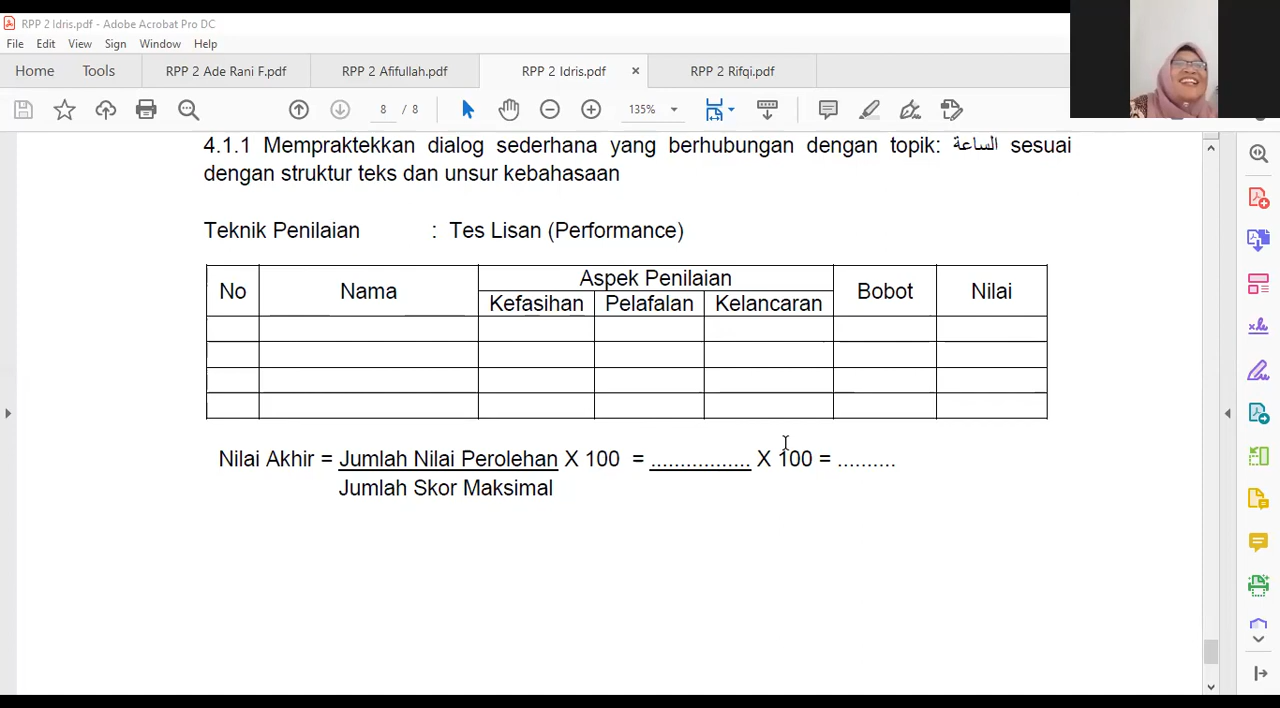 RPP 2 Idris.pdf - Adobe Acrobat Pro DC
File Edit View Sign Window Help
Home Tools RPP 2 Ade Rani F.pdf RPP 2 Afifullah.pdf RPP 2 Idris.pdf × RPP 2 Rifqi.pdf
8 / 8 135%
4.1.1 Mempraktekkan dialog sederhana yang berhubungan dengan topik: الساعة sesuai
dengan struktur teks dan unsur kebahasaan
Teknik Penilaian : Tes Lisan (Performance)
No Nama Aspek Penilaian Bobot Nilai
Kefasihan Pelafalan Kelancaran
Nilai Akhir = Jumlah Nilai Perolehan X 100 = ................. X 100 = ..........
Jumlah Skor Maksimal